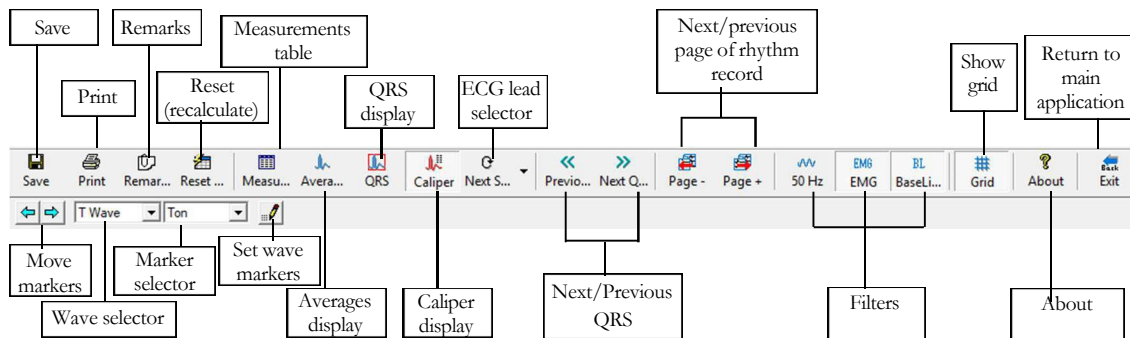 Save
Remarks
Measurements
table
Next/previous
page of rhythm
record
Print
Reset
(recalculate)
QRS
display
ECG lead
selector
Show
grid
Return to
main
application
Save
Print
Remar...
Reset ...
Measu...
Avera...
QRS
Caliper
Next S...
Previo...
Next Q...
Page -
Page +
50 Hz
EMG
EMG
BL
BaseLi...
Grid
About
Back
Exit
T Wave
Ton
Move
markers
Marker
selector
Set wave
markers
Wave selector
Averages
display
Caliper
display
Next/Previous
QRS
Filters
About